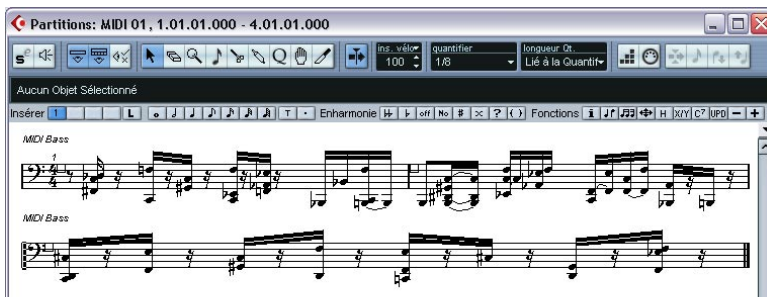 Partitions: MIDI 01, 1.01.01.000 - 4.01.01.000
ins. vélo quantifier longueur Qt.
100 1/8 Lié à la Quantif
Aucun Objet Sélectionné
Insérer 1 L T . Enharmonie off No # x ? ( ) Fonctions i H X/Y C7 UPD - +
MIDI Bass
1
4
4
MIDI Bass